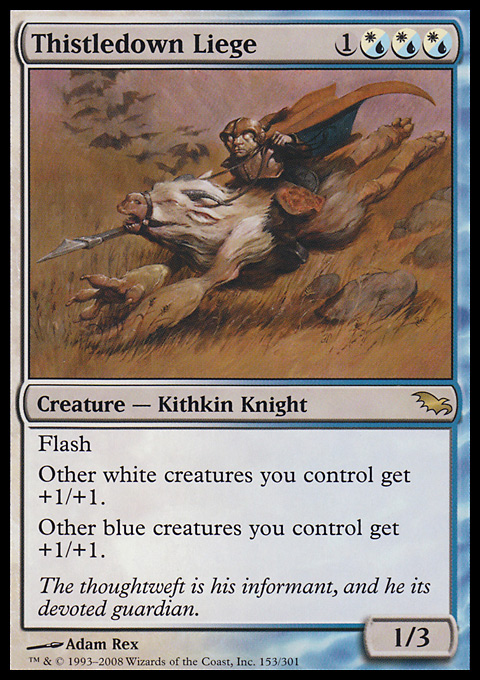 Thistledown Liege 1
Creature — Kithkin Knight
Flash
Other white creatures you control get
+1/+1.
Other blue creatures you control get
+1/+1.
The thoughtweft is his informant, and he its
devoted guardian.
Adam Rex
1/3
™ & © 1993–2008 Wizards of the Coast, Inc. 153/301